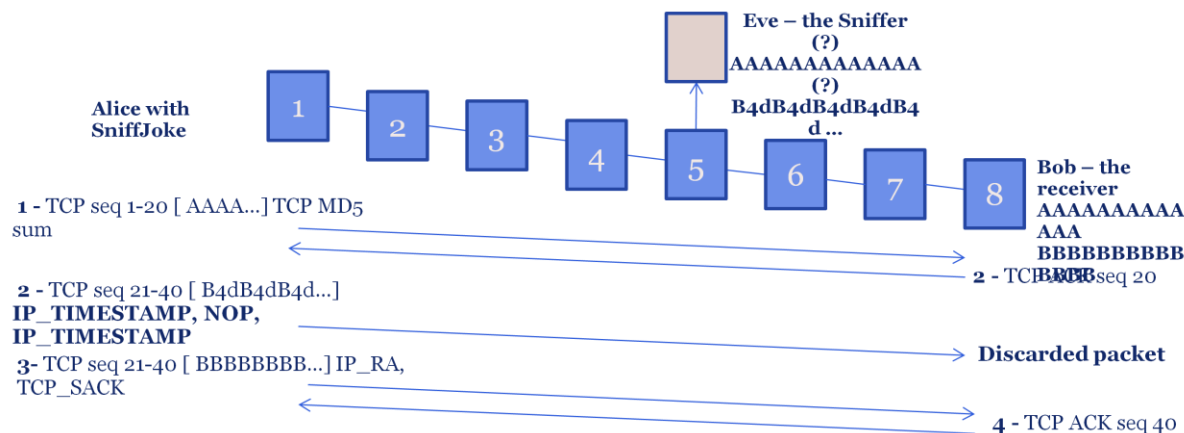 Eve – the Sniffer
(?)
AAAAAAAAAAAAA
(?)
B4dB4dB4dB4dB4
d ...
Alice with
SniffJoke
1
2
3
4
5
6
7
8
Bob – the
receiver
AAAAAAAAAA
AAA
BBBBBBBBBB
BBBB
1 - TCP seq 1-20 [ AAAA...] TCP MD5
sum
2 - TCP ACK seq 20
2 - TCP seq 21-40 [ B4dB4dB4d...]
IP_TIMESTAMP, NOP,
IP_TIMESTAMP
Discarded packet
3- TCP seq 21-40 [ BBBBBBBB...] IP_RA,
TCP_SACK
4 - TCP ACK seq 40